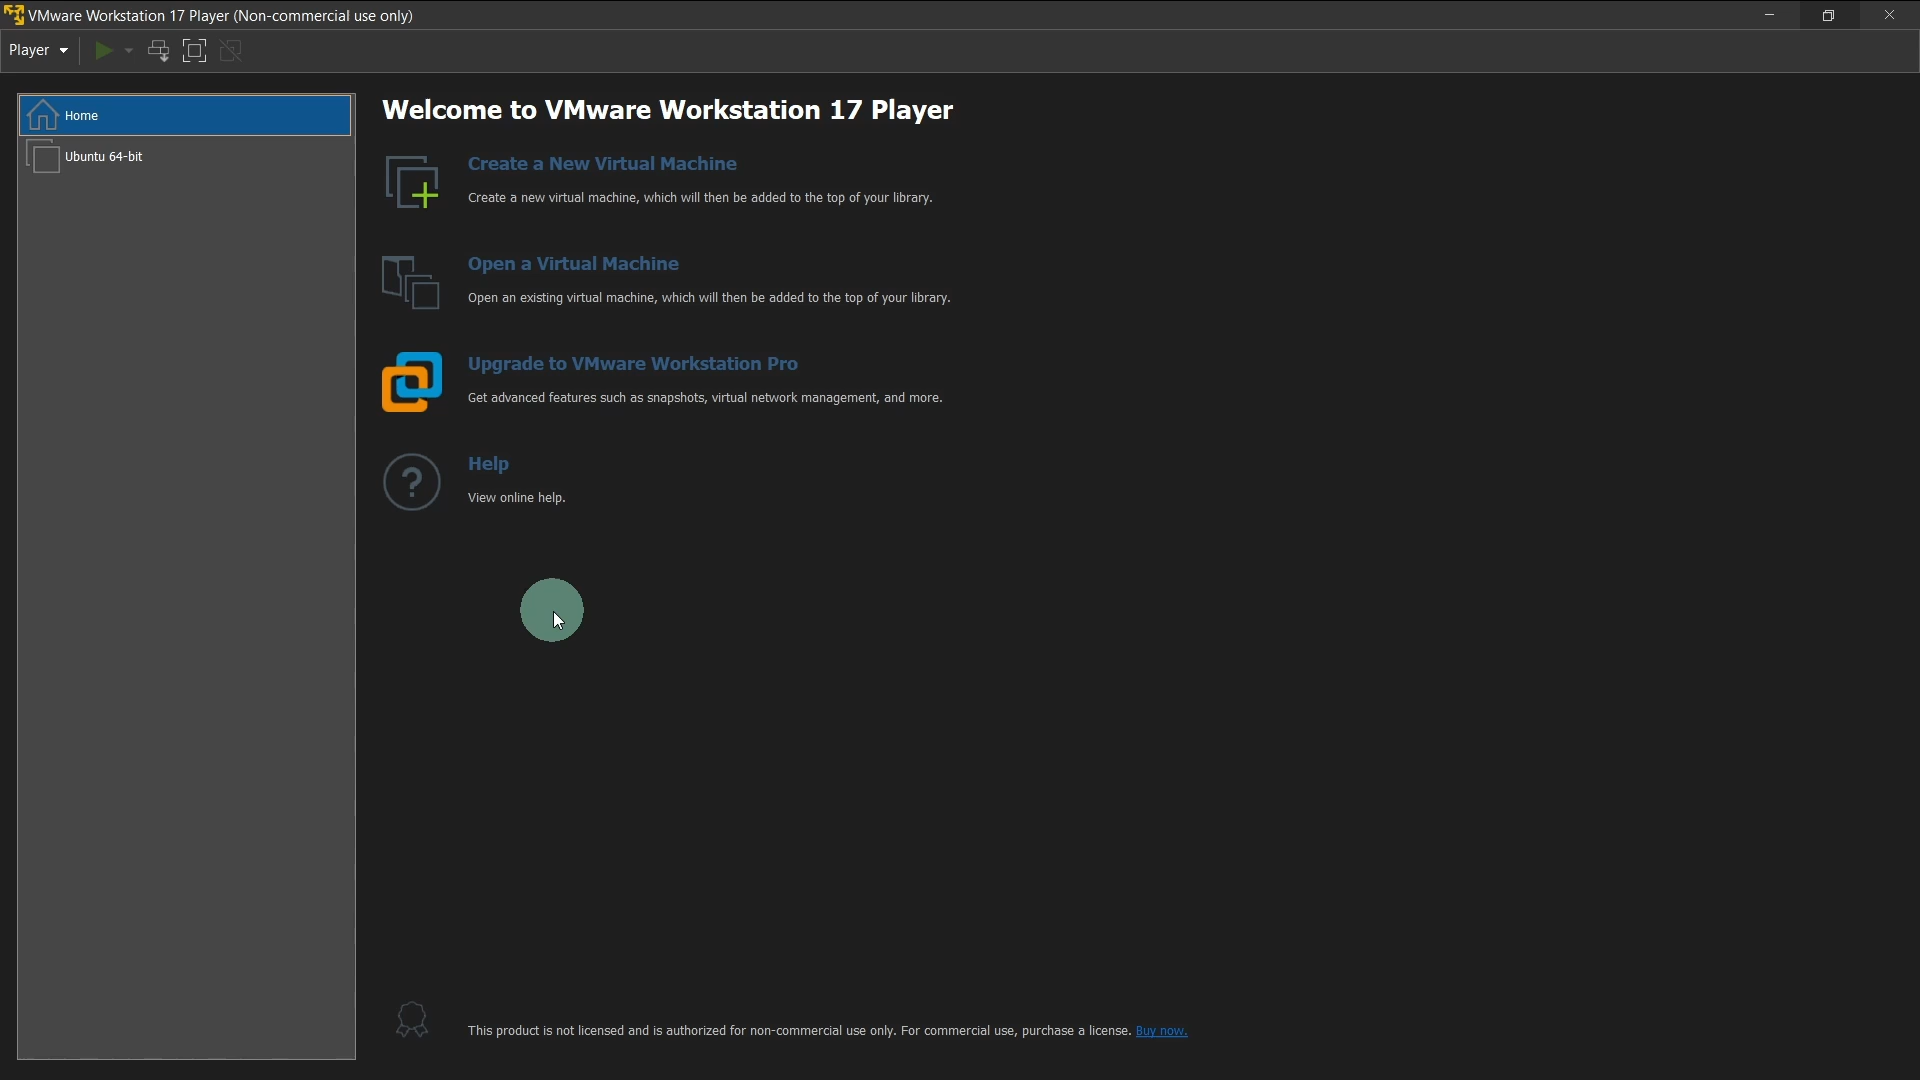 VMware Workstation 17 Player (Non-commercial use only)
Player
Home
Ubuntu 64-bit
Welcome to VMware Workstation 17 Player
Create a New Virtual Machine
Create a new virtual machine, which will then be added to the top of your library.
Open a Virtual Machine
Open an existing virtual machine, which will then be added to the top of your library.
Upgrade to VMware Workstation Pro
Get advanced features such as snapshots, virtual network management, and more.
Help
View online help.
This product is not licensed and is authorized for non-commercial use only. For commercial use, purchase a license. Buy now.